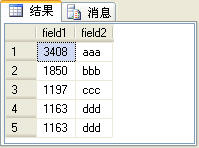 结果 消息
field1 field2
1 3408 aaa
2 1850 bbb
3 1197 ccc
4 1163 ddd
5 1163 ddd